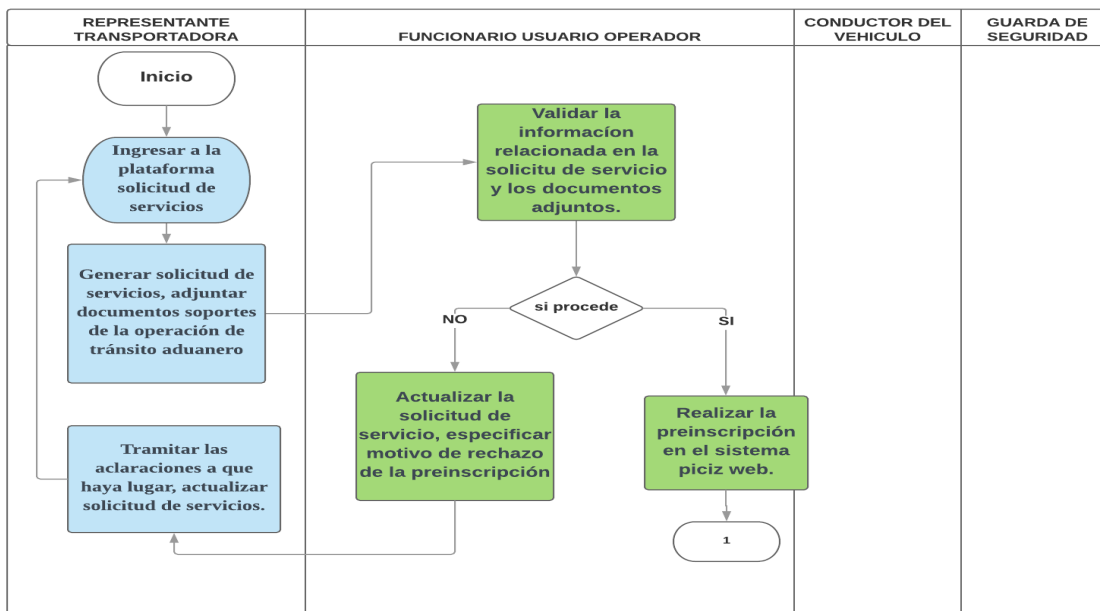 REPRESENTANTE
TRANSPORTADORA
FUNCIONARIO USUARIO OPERADOR
CONDUCTOR DEL
VEHICULO
GUARDA DE
SEGURIDAD
Inicio
Ingresar a la
plataforma
solicitud de
servicios
Generar solicitud de
servicios, adjuntar
documentos soportes
de la operación de
tránsito aduanero
Tramitar las
aclaraciones a que
haya lugar, actualizar
solicitud de servicios.
Validar la
informacíon
relacionada en la
solicitu de servicio
y los documentos
adjuntos.
si procede
NO
SI
Actualizar la
solicitud de
servicio, especificar
motivo de rechazo
de la preinscripción
Realizar la
preinscripción
en el sistema
piciz web.
1